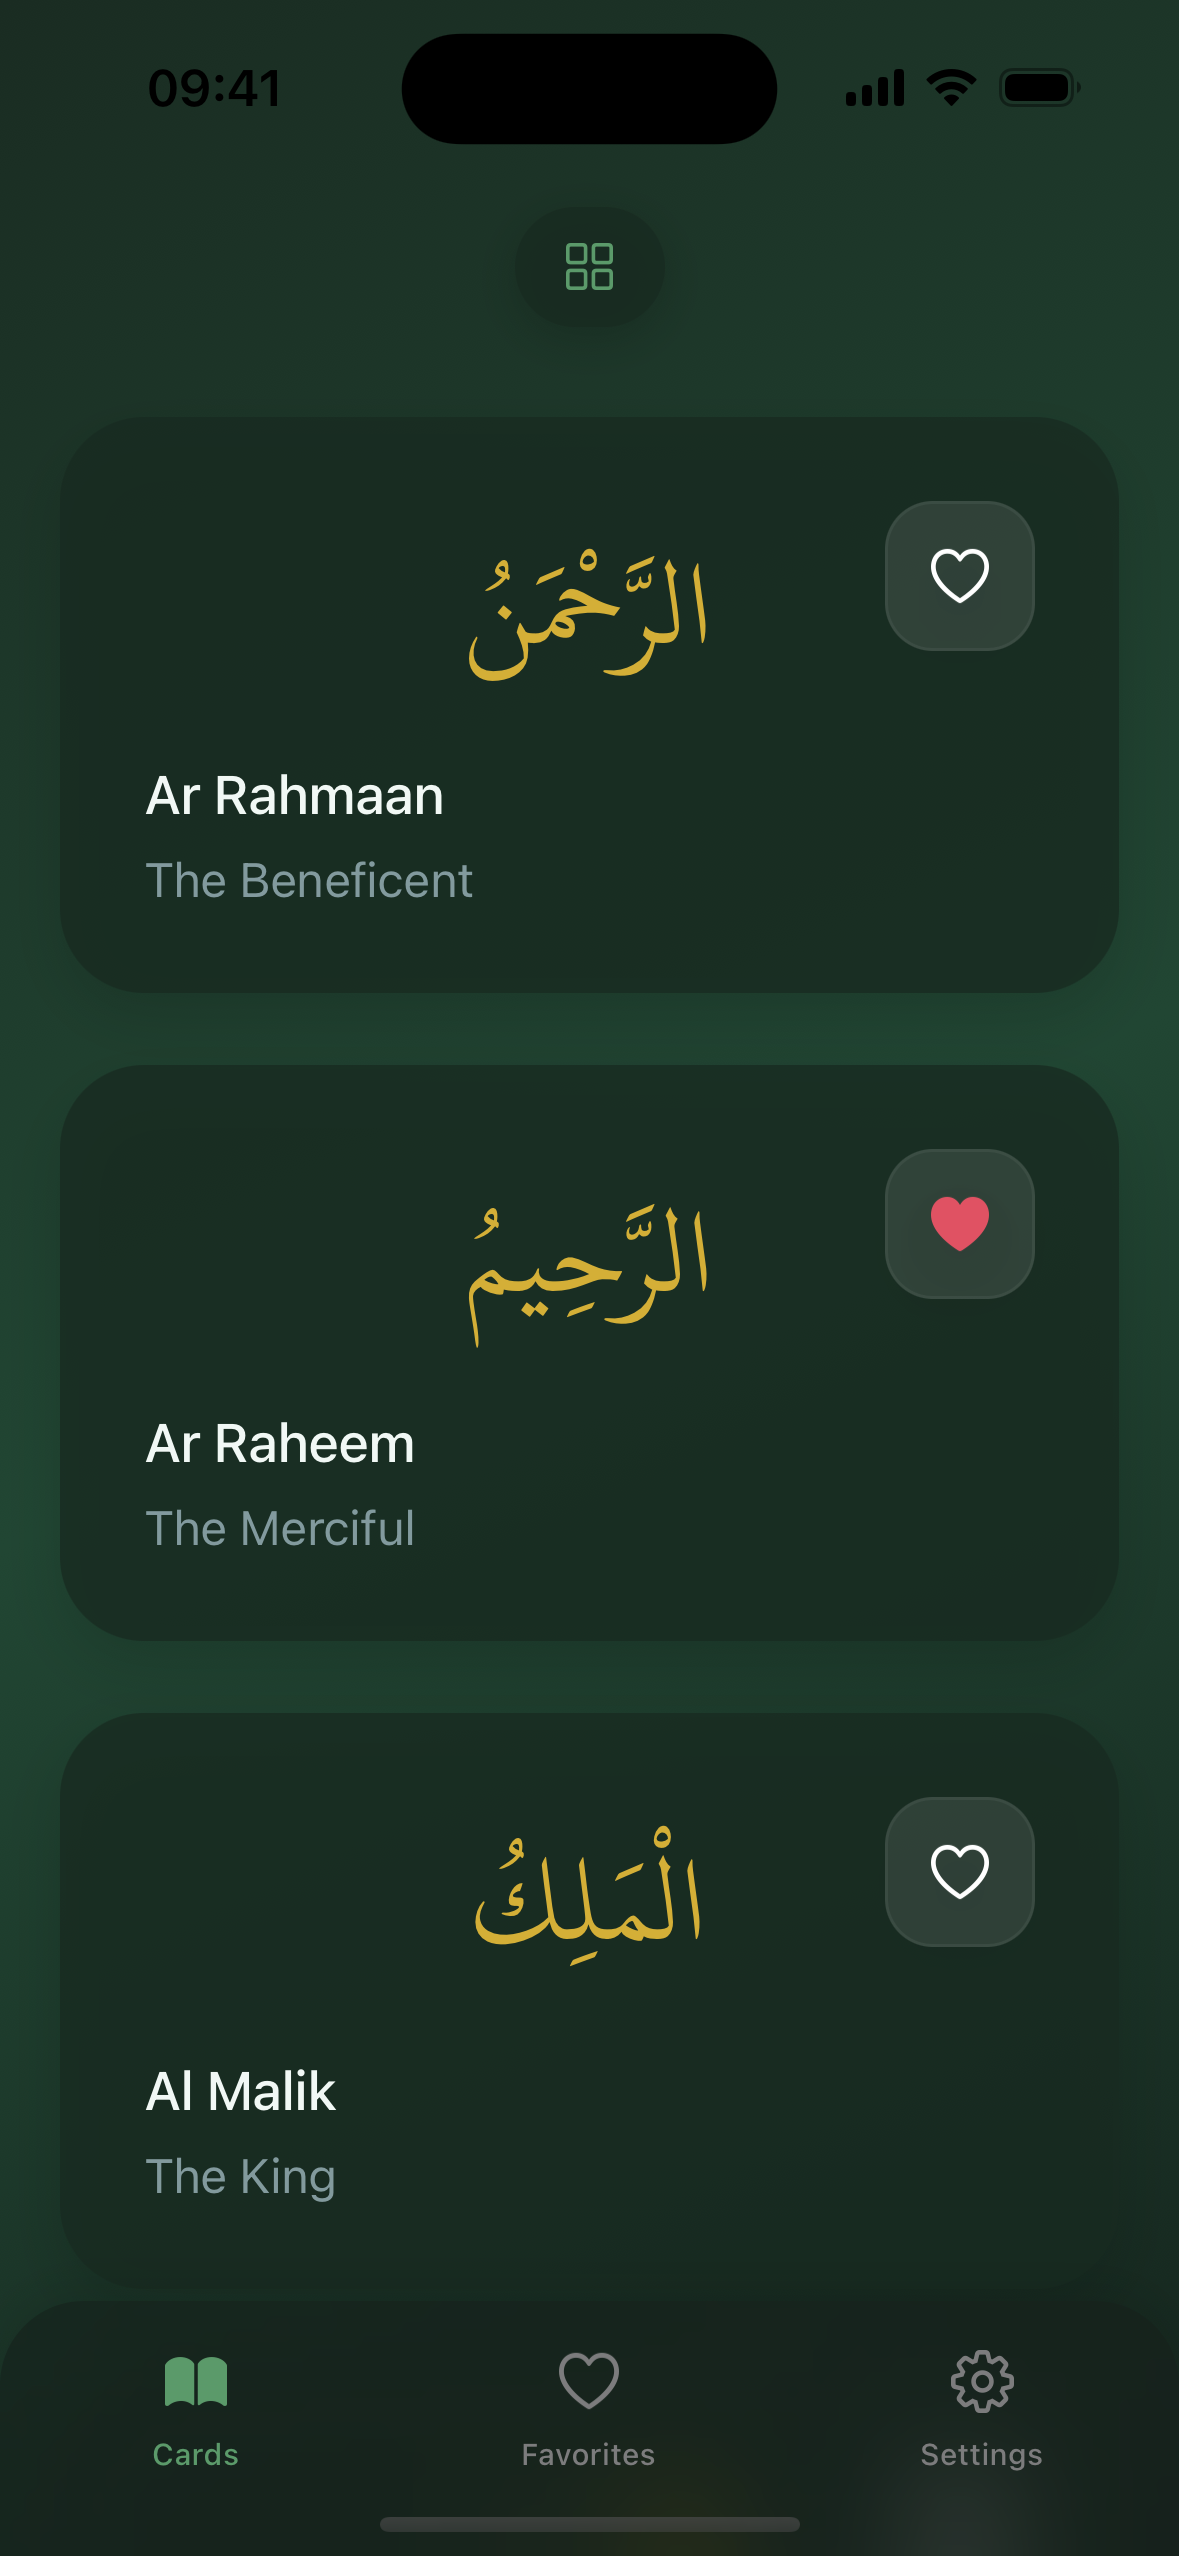 09:41
الرَّحْمَنُ
Ar Rahmaan
The Beneficent
الرَّحِيمُ
Ar Raheem
The Merciful
الْمَلِكُ
Al Malik
The King
Cards
Favorites
Settings